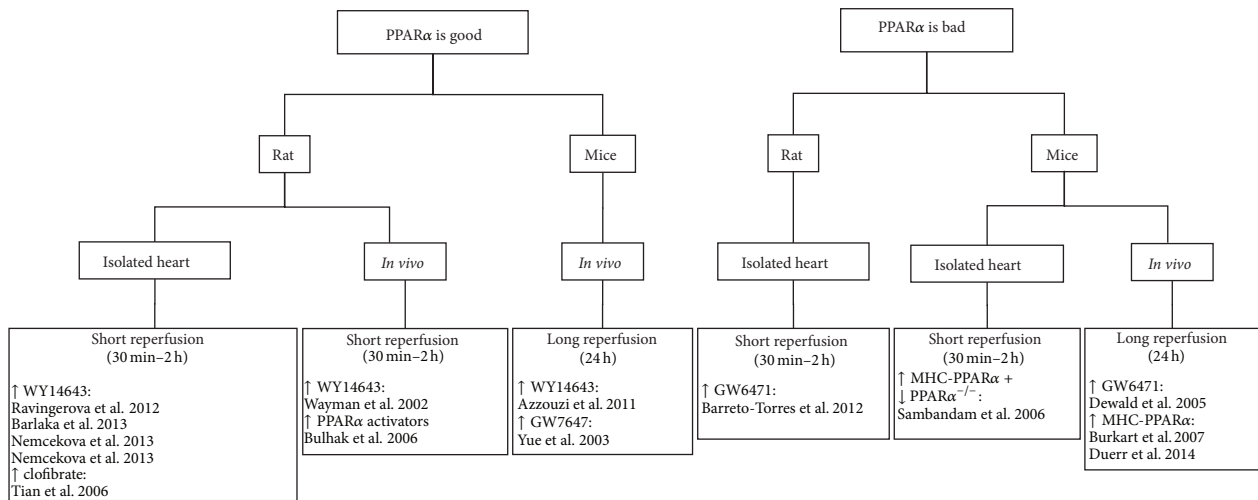 PPARα is good
PPARα is bad
Rat
Mice
Rat
Mice
Isolated heart
In vivo
In vivo
Isolated heart
Isolated heart
In vivo
Short reperfusion
(30 min–2 h)
↑ WY14643:
Ravingerova et al. 2012
Barlaka et al. 2013
Nemcekova et al. 2013
Nemcekova et al. 2013
↑ clofibrate:
Tian et al. 2006
Short reperfusion
(30 min–2 h)
↑ WY14643:
Wayman et al. 2002
↑ PPARα activators
Bulhak et al. 2006
Long reperfusion
(24 h)
↑ WY14643:
Azzouzi et al. 2011
↑ GW7647:
Yue et al. 2003
Short reperfusion
(30 min–2 h)
↑ GW6471:
Barreto-Torres et al. 2012
Short reperfusion
(30 min–2 h)
↑ MHC-PPARα +
↓ PPARα−/−:
Sambandam et al. 2006
Long reperfusion
(24 h)
↑ GW6471:
Dewald et al. 2005
↑ MHC-PPARα:
Burkart et al. 2007
Duerr et al. 2014